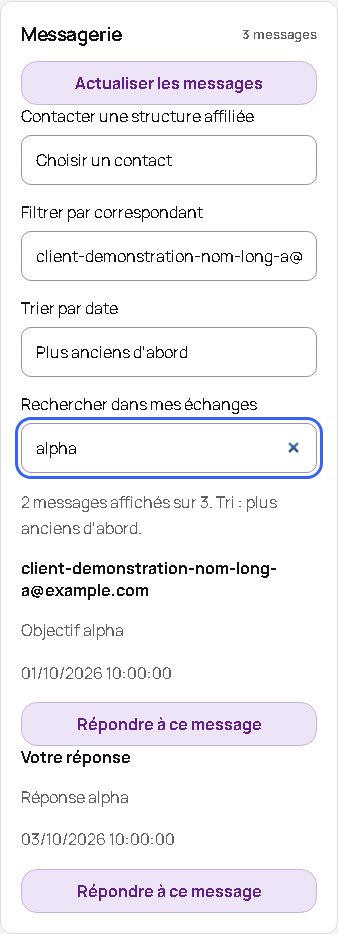 Messagerie
3 messages
Actualiser les messages
Contacter une structure affiliée
Choisir un contact
Filtrer par correspondant
client-demonstration-nom-long-a@
Trier par date
Plus anciens d'abord
Rechercher dans mes échanges
alpha
2 messages affichés sur 3. Tri : plus
anciens d'abord.
client-demonstration-nom-long-
a@example.com
Objectif alpha
01/10/2026 10:00:00
Répondre à ce message
Votre réponse
Réponse alpha
03/10/2026 10:00:00
Répondre à ce message